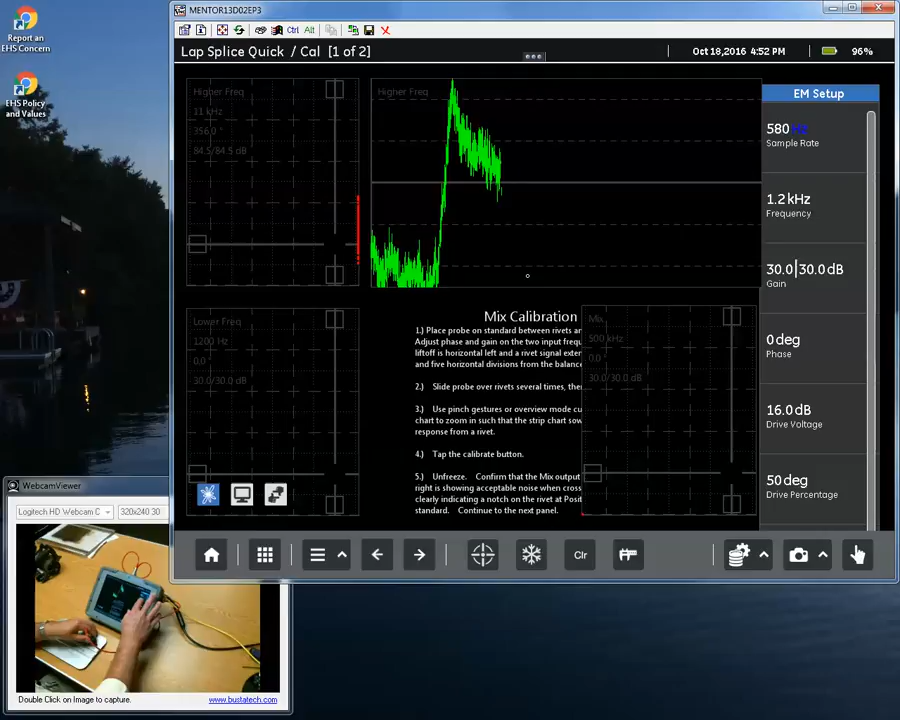 Report an
EHS Concern
EHS Policy
and Values
MENTOR13D02EP3
Ctrl Alt
Lap Splice Quick / Cal [1 of 2]
Oct 18,2016 4:52 PM
96%
Higher Freq
11 kHz
356.0 °
84.5/84.5 dB
Higher Freq
EM Setup
580 Hz
Sample Rate
1.2 kHz
Frequency
30.0|30.0 dB
Gain
0 deg
Phase
16.0 dB
Drive Voltage
50 deg
Drive Percentage
Lower Freq
1200 Hz
0.0 °
30.0/30.0 dB
Mix Calibration
1.) Place probe on standard between rivets an
Adjust phase and gain on the two input frequ
liftoff is horizontal left and a rivet signal exten
and five horizontal divisions from the balance
2.) Slide probe over rivets several times, the
3.) Use pinch gestures or overview mode cu
chart to zoom in such that the strip chart sow
response from a rivet.
4.) Tap the calibrate button.
5.) Unfreeze. Confirm that the Mix output
right is showing acceptable noise when cross
clearly indicating a notch on the rivet at Positi
standard. Continue to the next panel.
Mix
500 kHz
0.0 °
30.0/30.0 dB
Clr
WebcamViewer
Logitech HD Webcam C
320x240 30
Double Click on Image to capture.
www.bustatech.com